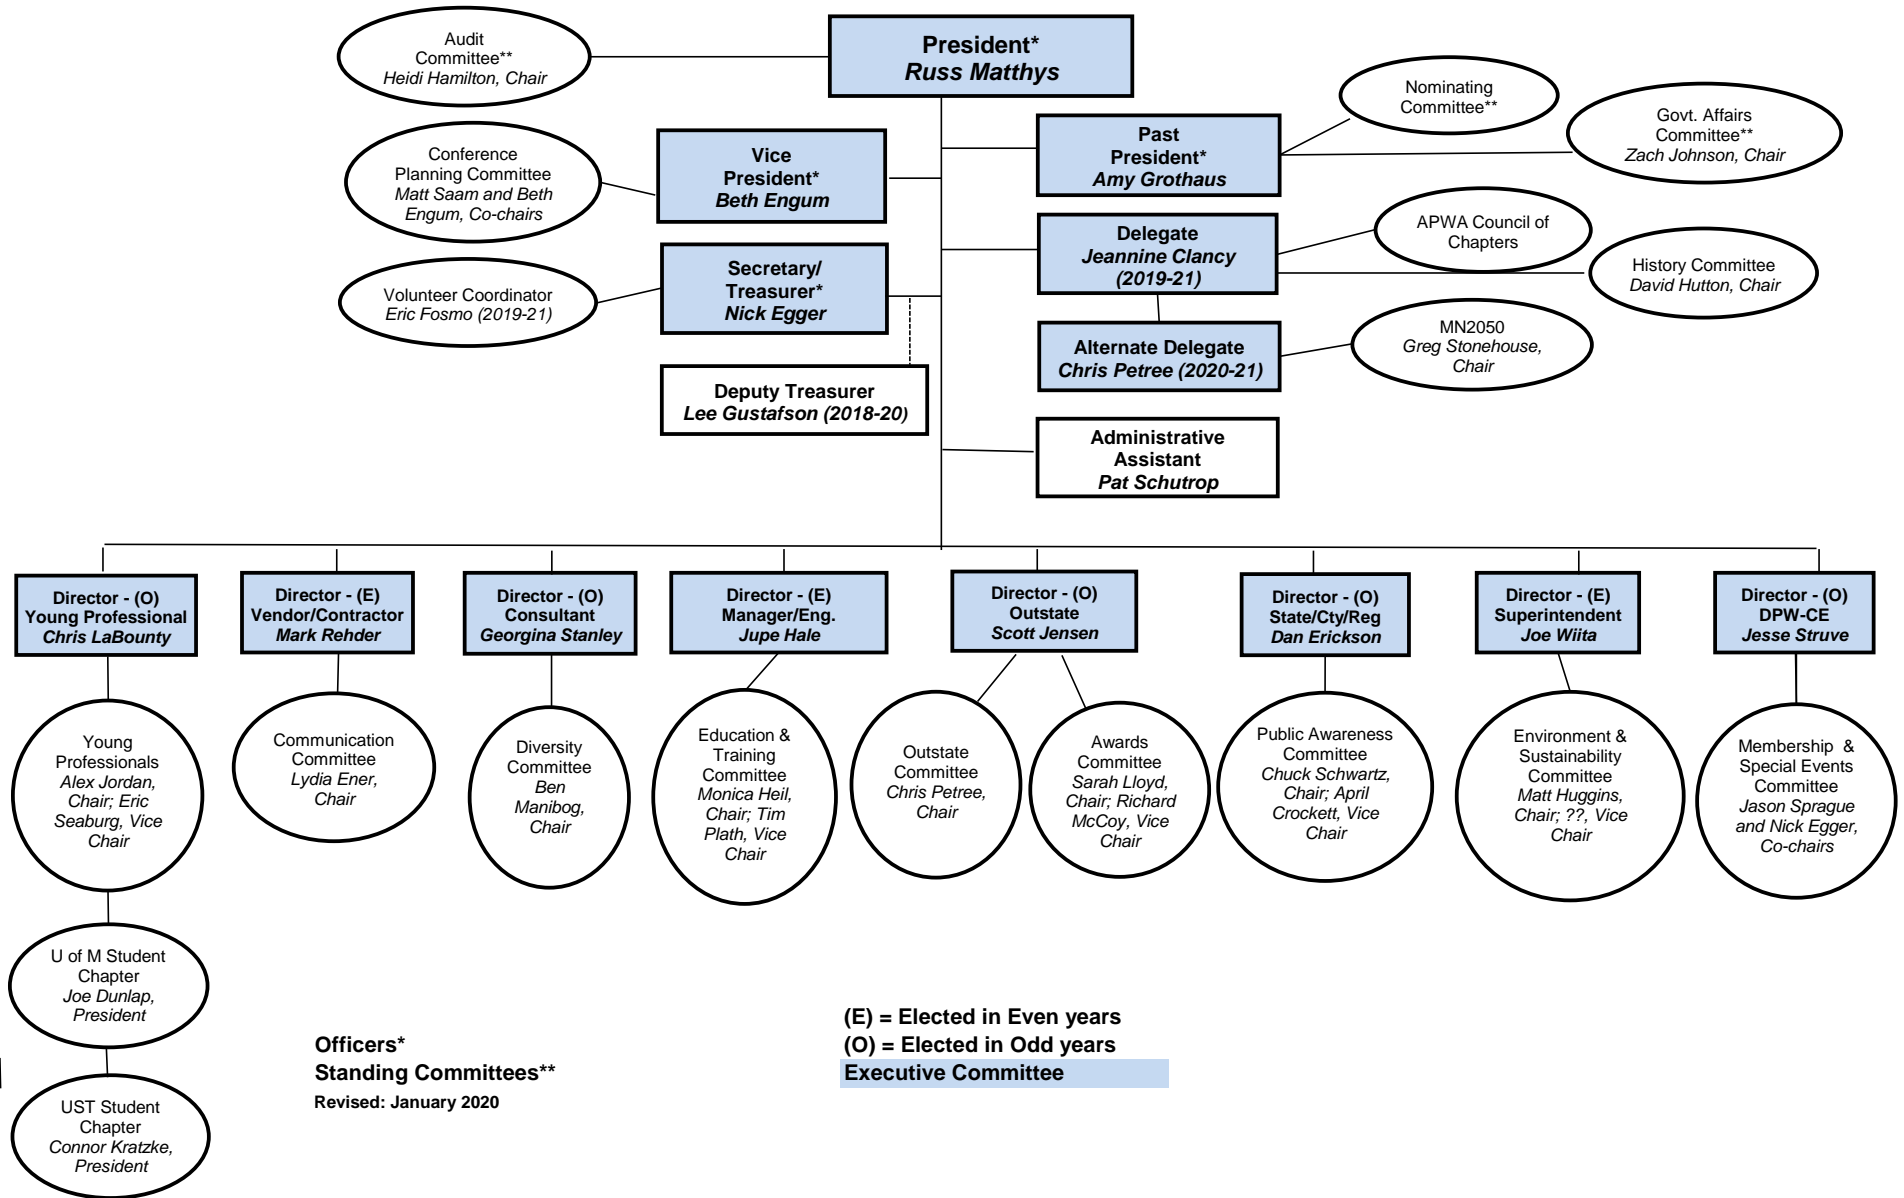 Audit
Committee**
Heidi Hamilton, Chair
President*
Russ Matthys
Nominating
Committee**
Govt. Affairs
Committee**
Zach Johnson, Chair
Conference
Planning Committee
Matt Saam and Beth
Engum, Co-chairs
Vice
President*
Beth Engum
Past
President*
Amy Grothaus
APWA Council of
Chapters
Delegate
Jeannine Clancy
(2019-21)
History Committee
David Hutton, Chair
Volunteer Coordinator
Eric Fosmo (2019-21)
Secretary/
Treasurer*
Nick Egger
Alternate Delegate
Chris Petree (2020-21)
MN2050
Greg Stonehouse,
Chair
Deputy Treasurer
Lee Gustafson (2018-20)
Administrative
Assistant
Pat Schutrop
Director - (O)
Young Professional
Chris LaBounty
Director - (E)
Vendor/Contractor
Mark Rehder
Director - (O)
Consultant
Georgina Stanley
Director - (E)
Manager/Eng.
Jupe Hale
Director - (O)
Outstate
Scott Jensen
Director - (O)
State/Cty/Reg
Dan Erickson
Director - (E)
Superintendent
Joe Wiita
Director - (O)
DPW-CE
Jesse Struve
Young
Professionals
Alex Jordan,
Chair; Eric
Seaburg, Vice
Chair
Communication
Committee
Lydia Ener,
Chair
Diversity
Committee
Ben
Manibog,
Chair
Education &
Training
Committee
Monica Heil,
Chair; Tim
Plath, Vice
Chair
Outstate
Committee
Chris Petree,
Chair
Awards
Committee
Sarah Lloyd,
Chair; Richard
McCoy, Vice
Chair
Public Awareness
Committee
Chuck Schwartz,
Chair; April
Crockett, Vice
Chair
Environment &
Sustainability
Committee
Matt Huggins,
Chair; ??, Vice
Chair
Membership &
Special Events
Committee
Jason Sprague
and Nick Egger,
Co-chairs
U of M Student
Chapter
Joe Dunlap,
President
UST Student
Chapter
Connor Kratzke,
President
Officers*
Standing Committees**
Revised: January 2020
(E) = Elected in Even years
(O) = Elected in Odd years
Executive Committee